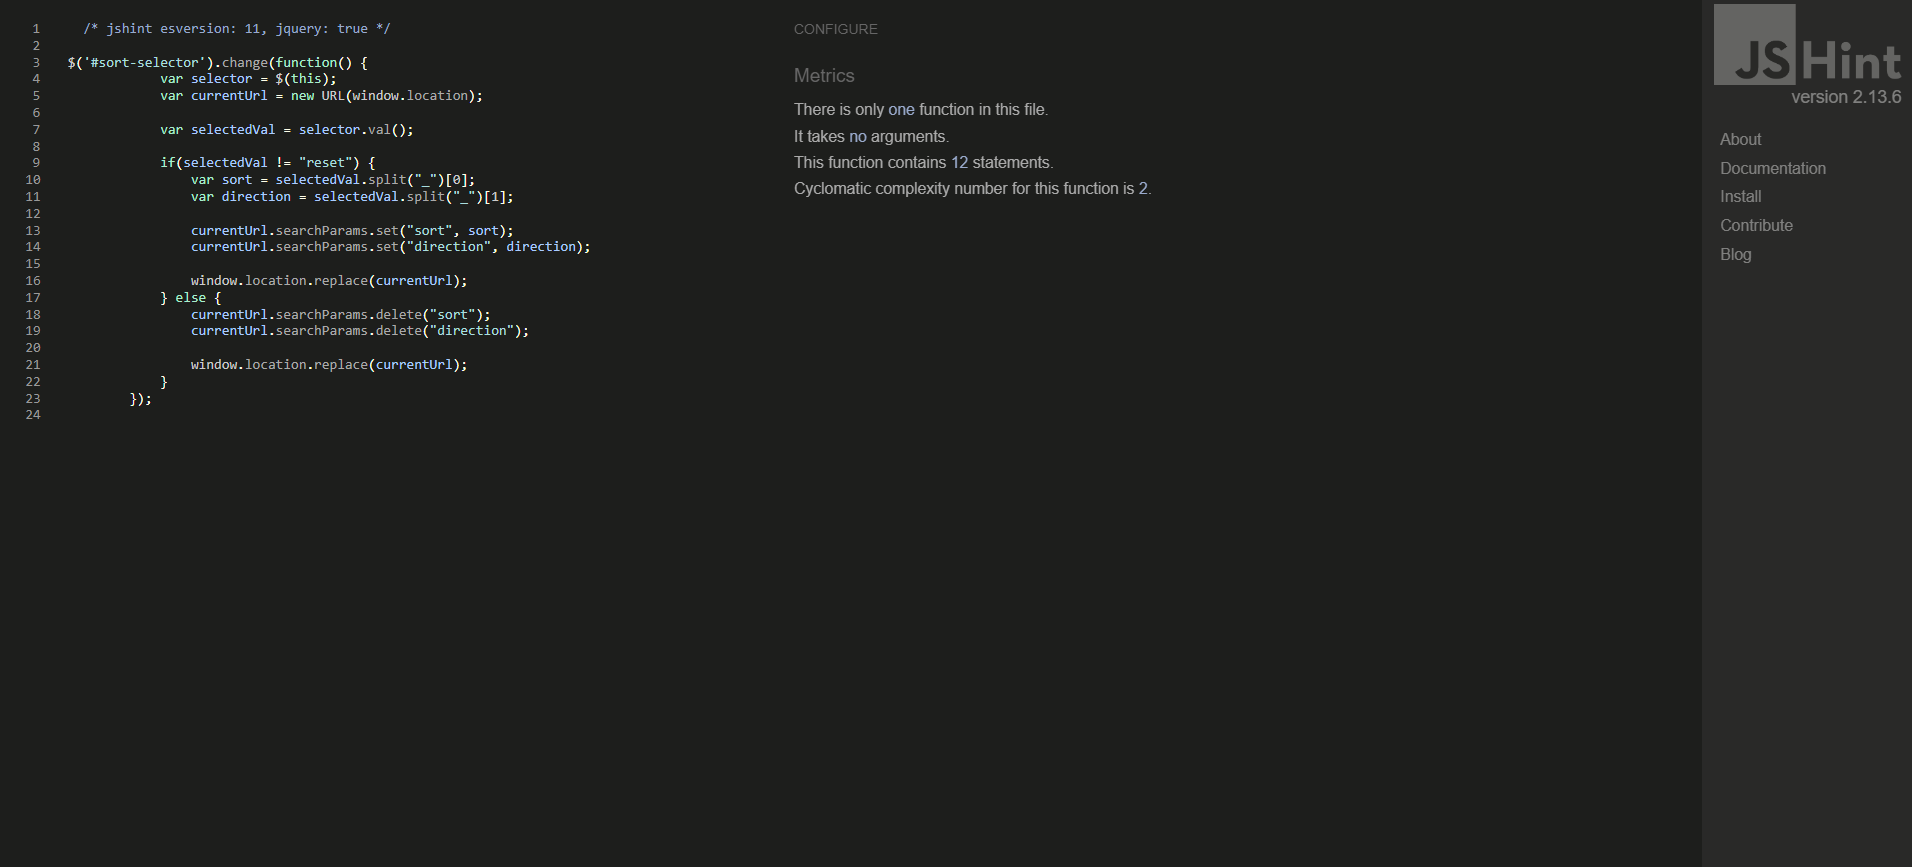 1 /* jshint esversion: 11, jquery: true */
2
3 $('#sort-selector').change(function() {
4 var selector = $(this);
5 var currentUrl = new URL(window.location);
6
7 var selectedVal = selector.val();
8
9 if(selectedVal != "reset") {
10 var sort = selectedVal.split("_")[0];
11 var direction = selectedVal.split("_")[1];
12
13 currentUrl.searchParams.set("sort", sort);
14 currentUrl.searchParams.set("direction", direction);
15
16 window.location.replace(currentUrl);
17 } else {
18 currentUrl.searchParams.delete("sort");
19 currentUrl.searchParams.delete("direction");
20
21 window.location.replace(currentUrl);
22 }
23 });
24
CONFIGURE
Metrics
There is only one function in this file.
It takes no arguments.
This function contains 12 statements.
Cyclomatic complexity number for this function is 2.
JSHint
version 2.13.6
About
Documentation
Install
Contribute
Blog